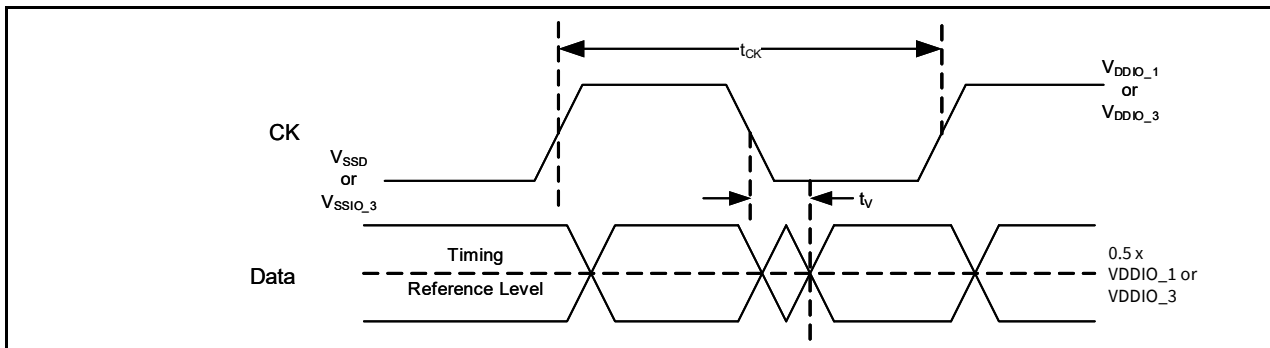 tCK
VDDIO_1
or
VDDIO_3
CK
VSSD
or
VSSIO_3
tV
Timing
Data
Reference Level
0.5 x
VDDIO_1 or
VDDIO_3